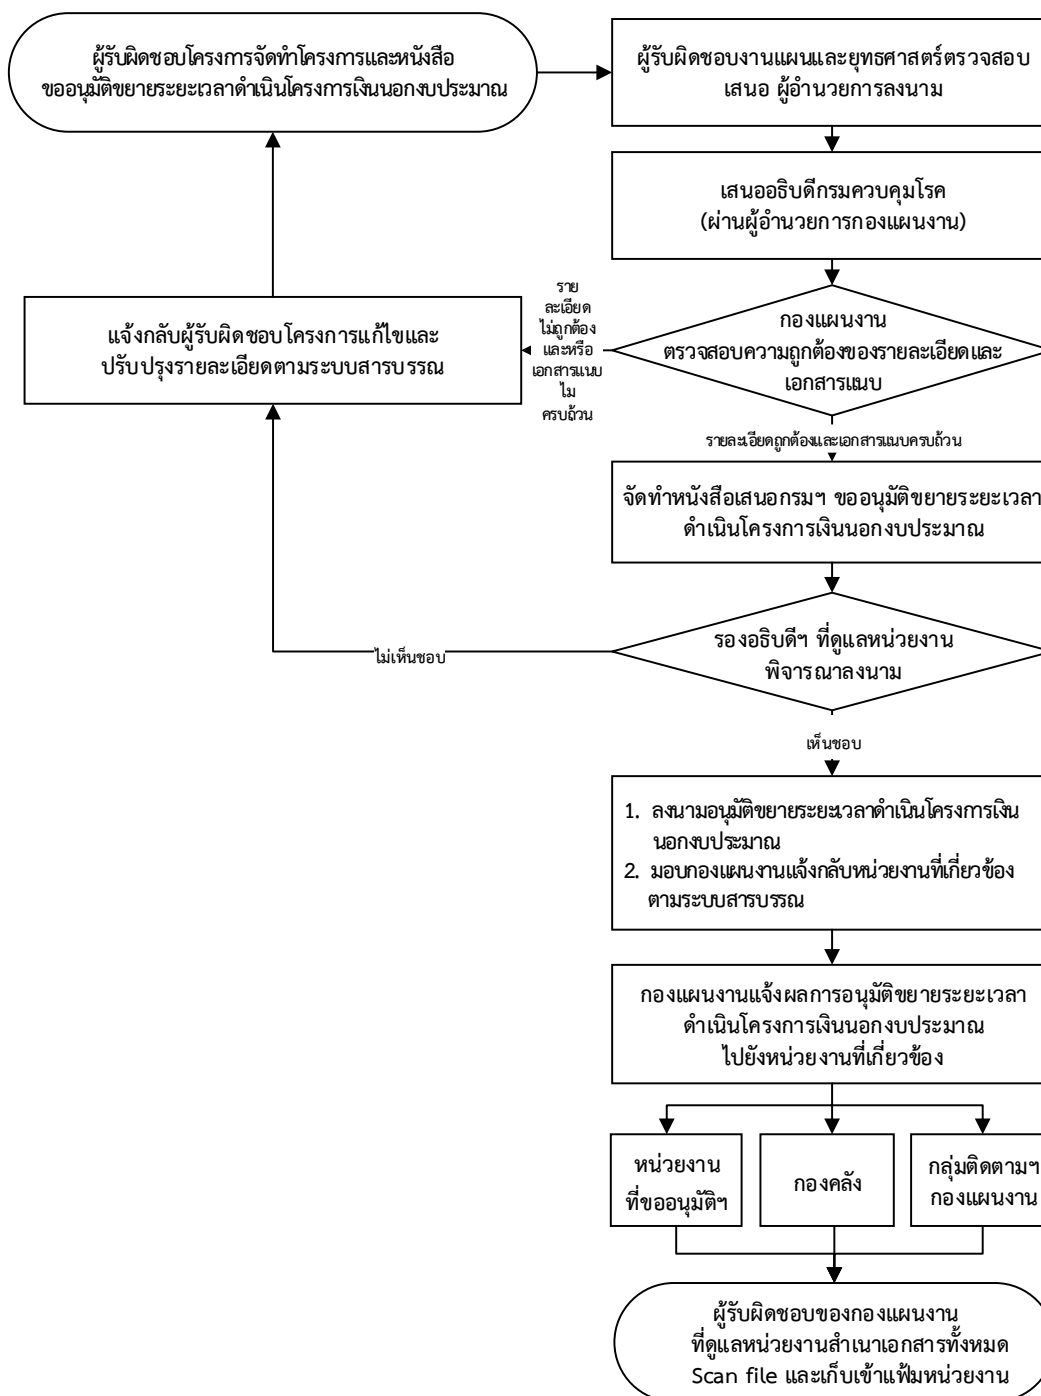 ผู้รับผิดชอบโครงการจัดทำโครงการและหนังสือ
ขออนุมัติขยายระยะเวลาดำเนินโครงการเงินนอกงบประมาณ
ผู้รับผิดชอบงานแผนและยุทธศาสตร์ตรวจสอบ
เสนอ ผู้อำนวยการลงนาม
เสนออธิบดีกรมควบคุมโรค
(ผ่านผู้อำนวยการกองแผนงาน)
กองแผนงาน
ตรวจสอบความถูกต้องของรายละเอียดและ
เอกสารแนบ
ราย
ละเอียด
ไม่ถูกต้อง
และหรือ
เอกสารแนบ
ไม
ครบถ้วน
แจ้งกลับผู้รับผิดชอบโครงการแก้ไขและ
ปรับปรุงรายละเอียดตามระบบสารบรรณ
รายละเอียดถูกต้องและเอกสารแนบครบถ้วน
จัดทำหนังสือเสนอกรมฯ ขออนุมัติขยายระยะเวลา
ดำเนินโครงการเงินนอกงบประมาณ
รองอธิบดีฯ ที่ดูแลหน่วยงาน
พิจารณาลงนาม
ไม่เห็นชอบ
เห็นชอบ
1. ลงนามอนุมัติขยายระยะเวลาดำเนินโครงการเงิน
นอกงบประมาณ
2. มอบกองแผนงานแจ้งกลับหน่วยงานที่เกี่ยวข้อง
ตามระบบสารบรรณ
กองแผนงานแจ้งผลการอนุมัติขยายระยะเวลา
ดำเนินโครงการเงินนอกงบประมาณ
ไปยังหน่วยงานที่เกี่ยวข้อง
หน่วยงาน
ที่ขออนุมัติฯ
กองคลัง
กลุ่มติดตามฯ
กองแผนงาน
ผู้รับผิดชอบของกองแผนงาน
ที่ดูแลหน่วยงานสำเนาเอกสารทั้งหมด
Scan file และเก็บเข้าแฟ้มหน่วยงาน